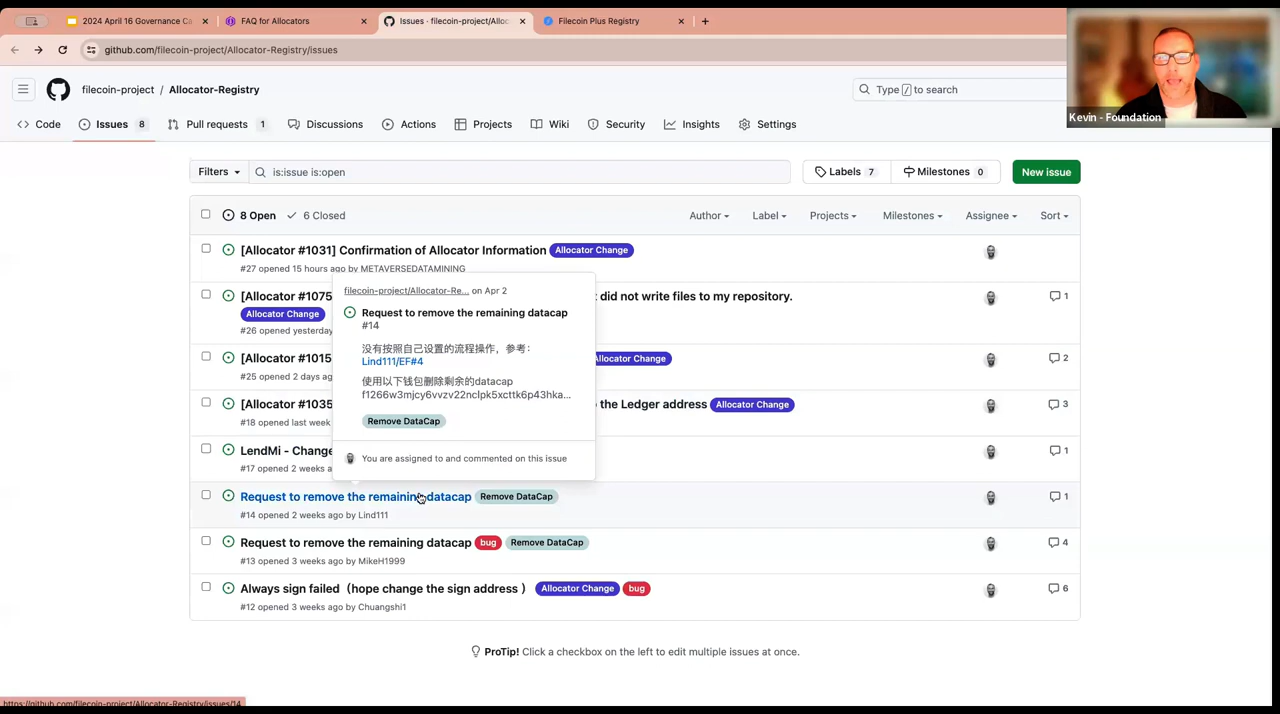 2024 April 16 Governance Ca
FAQ for Allocators
Issues · filecoin-project/Alloc
Filecoin Plus Registry
github.com/filecoin-project/Allocator-Registry/issues
filecoin-project / Allocator-Registry
Type / to search
Kevin - Foundation
Code
Issues 8
Pull requests 1
Discussions
Actions
Projects
Wiki
Security
Insights
Settings
Filters
is:issue is:open
Labels 7
Milestones 0
New issue
8 Open
6 Closed
Author
Label
Projects
Milestones
Assignee
Sort
[Allocator #1031] Confirmation of Allocator Information Allocator Change
#27 opened 15 hours ago by METAVERSEDATAMINING
[Allocator #1075 did not write files to my repository. 1
Allocator Change
#26 opened yesterday
[Allocator #1015 Allocator Change 2
#25 opened 2 days ag
[Allocator #1035 the Ledger address Allocator Change 3
#18 opened last week
LendMi - Change 1
#17 opened 2 weeks a
filecoin-project/Allocator-Re... on Apr 2
Request to remove the remaining datacap
#14
没有按照自己设置的流程操作，参考：
Lind111/EF#4
使用以下钱包删除剩余的datacap
f1266w3mjcy6vvzv22nclpk5xcttk6p43hka...
Remove DataCap
You are assigned to and commented on this issue
Request to remove the remaining datacap Remove DataCap 1
#14 opened 2 weeks ago by Lind111
Request to remove the remaining datacap bug Remove DataCap 4
#13 opened 3 weeks ago by MikeH1999
Always sign failed（hope change the sign address ） Allocator Change bug 6
#12 opened 3 weeks ago by Chuangshi1
ProTip! Click a checkbox on the left to edit multiple issues at once.
https://github.com/filecoin-project/Allocator-Registry/issues/14